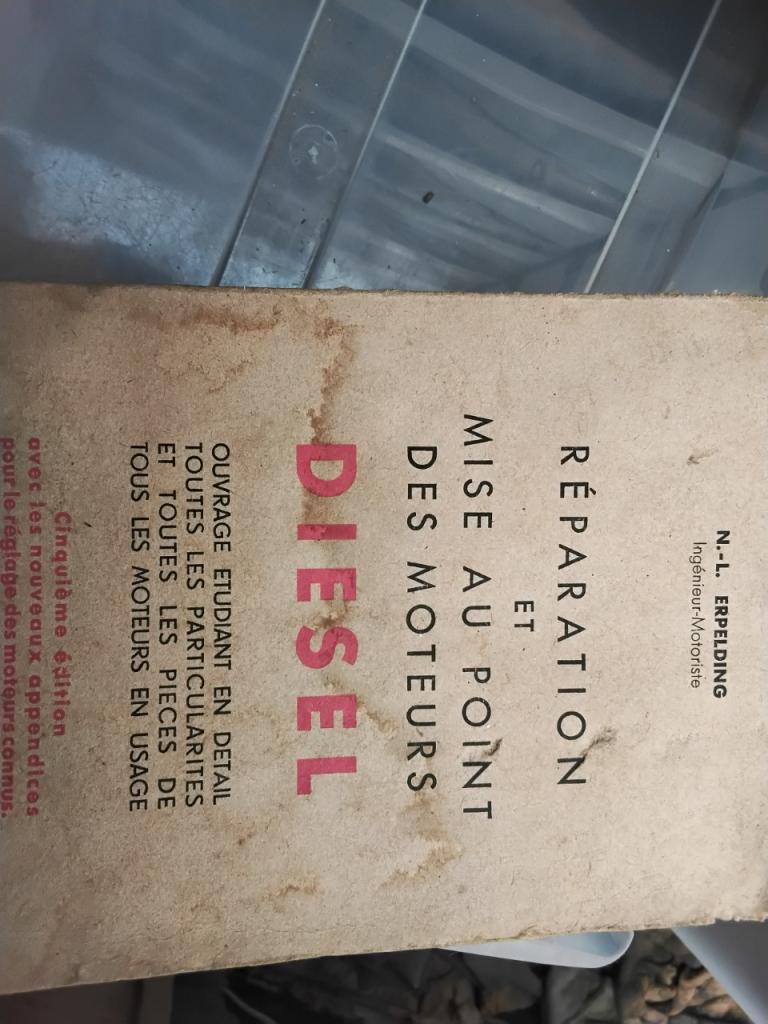 N.-L. ERPELDING
Ingénieur-Motoriste
RÉPARATION
ET
MISE AU POINT
DES MOTEURS
DIESEL
OUVRAGE ETUDIANT EN DETAIL
TOUTES LES PARTICULARITES
ET TOUTES LES PIECES DE
TOUS LES MOTEURS EN USAGE
Cinquième édition
avec les nouveaux appendices
pour le réglage des moteurs connus.